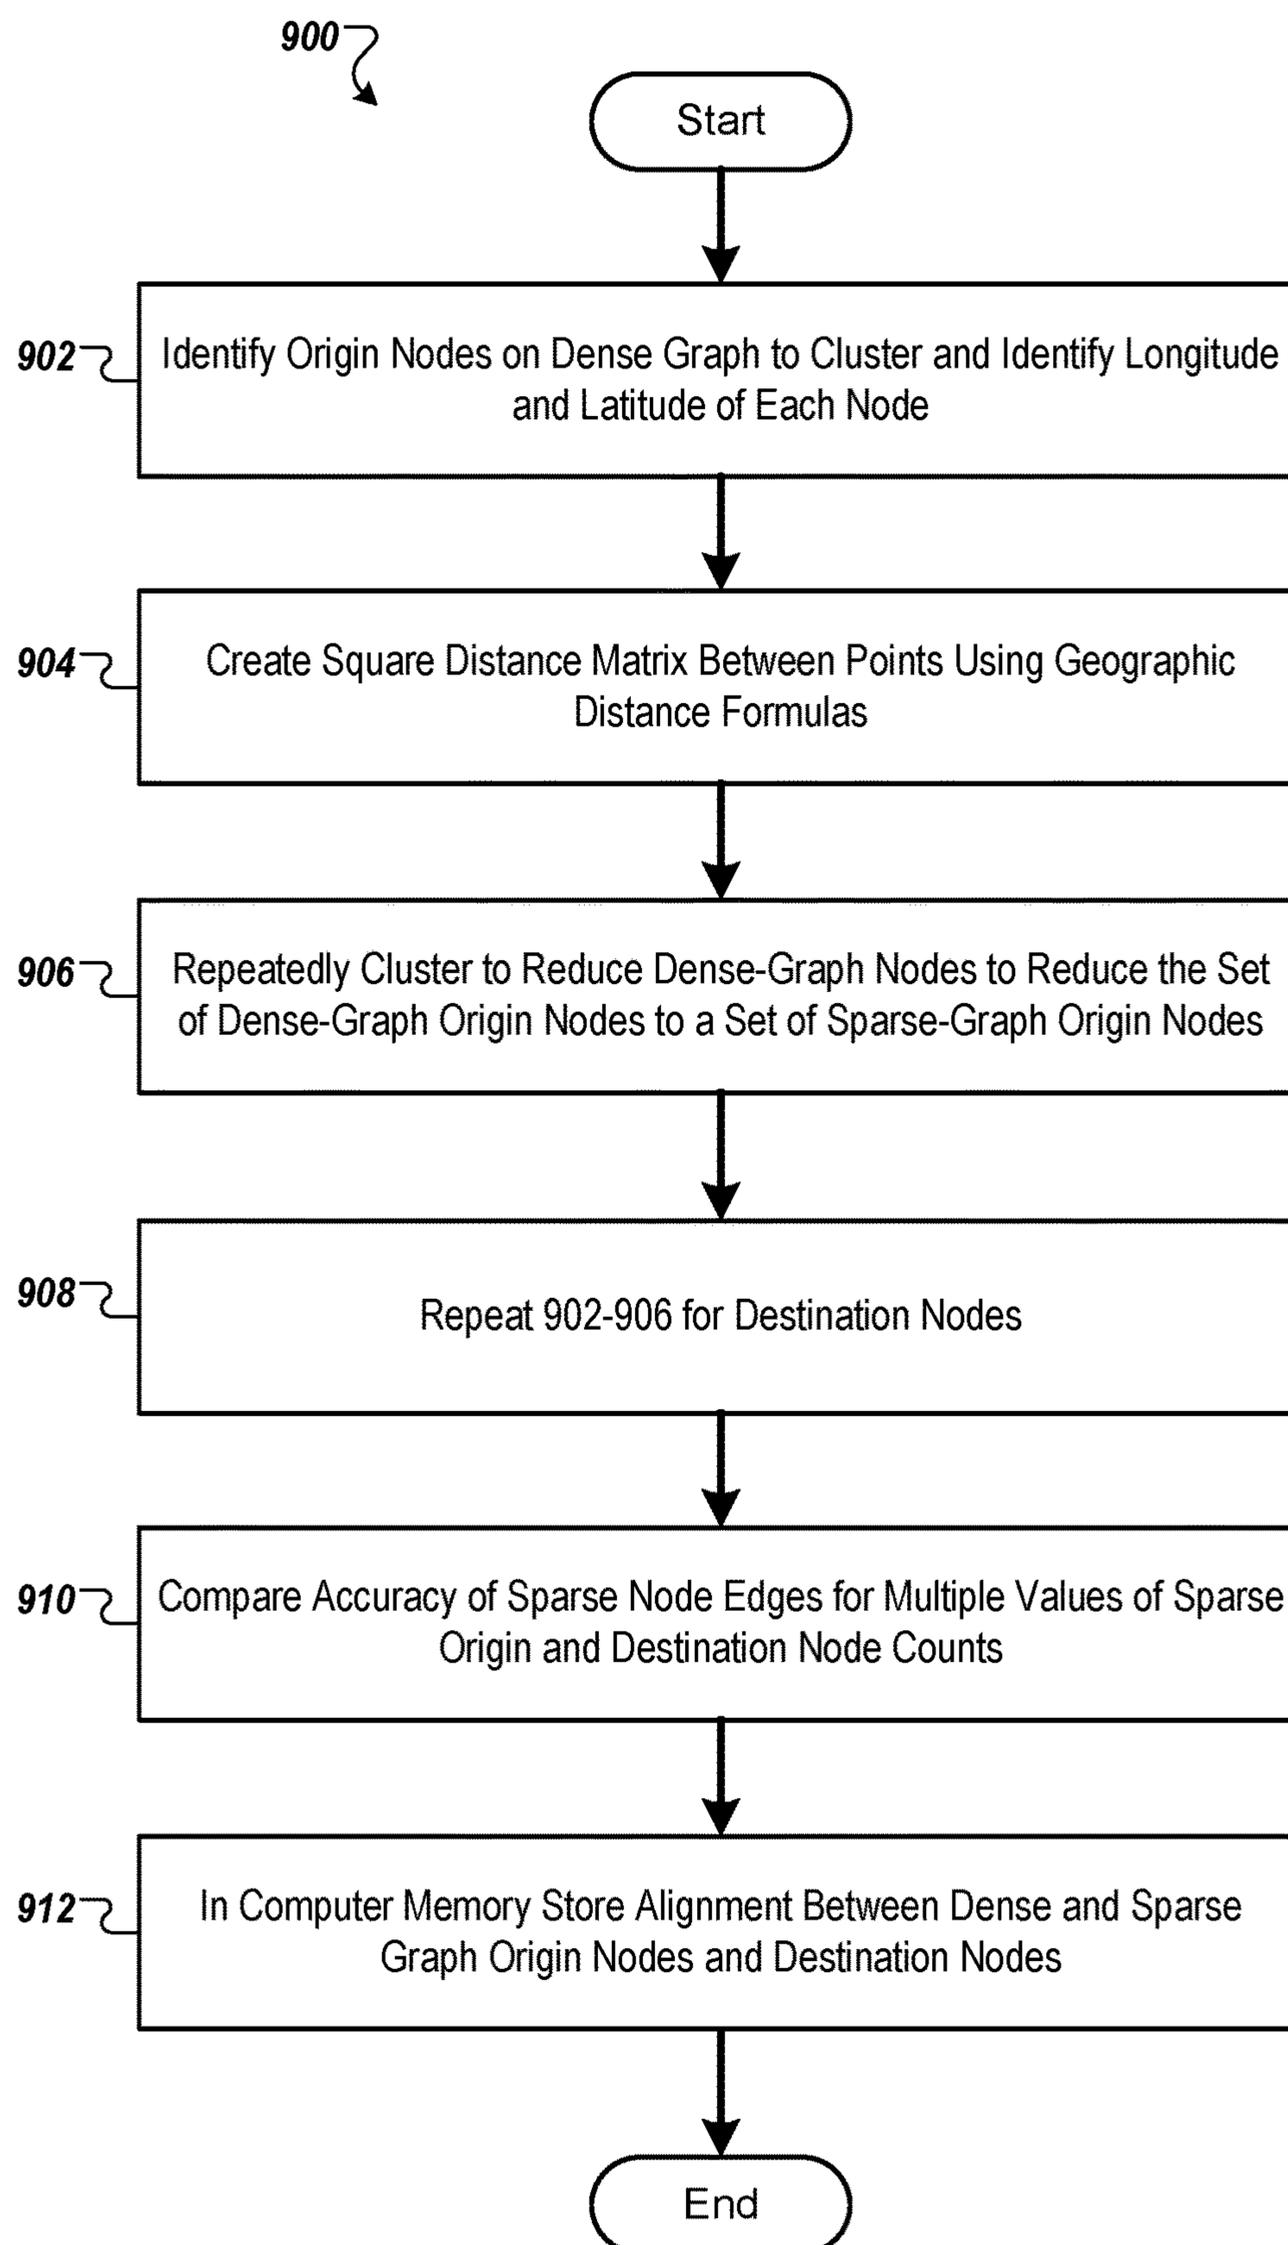 900
Start
902
Identify Origin Nodes on Dense Graph to Cluster and Identify Longitude
and Latitude of Each Node
904
Create Square Distance Matrix Between Points Using Geographic
Distance Formulas
906
Repeatedly Cluster to Reduce Dense-Graph Nodes to Reduce the Set
of Dense-Graph Origin Nodes to a Set of Sparse-Graph Origin Nodes
908
Repeat 902-906 for Destination Nodes
910
Compare Accuracy of Sparse Node Edges for Multiple Values of Sparse
Origin and Destination Node Counts
912
In Computer Memory Store Alignment Between Dense and Sparse
Graph Origin Nodes and Destination Nodes
End